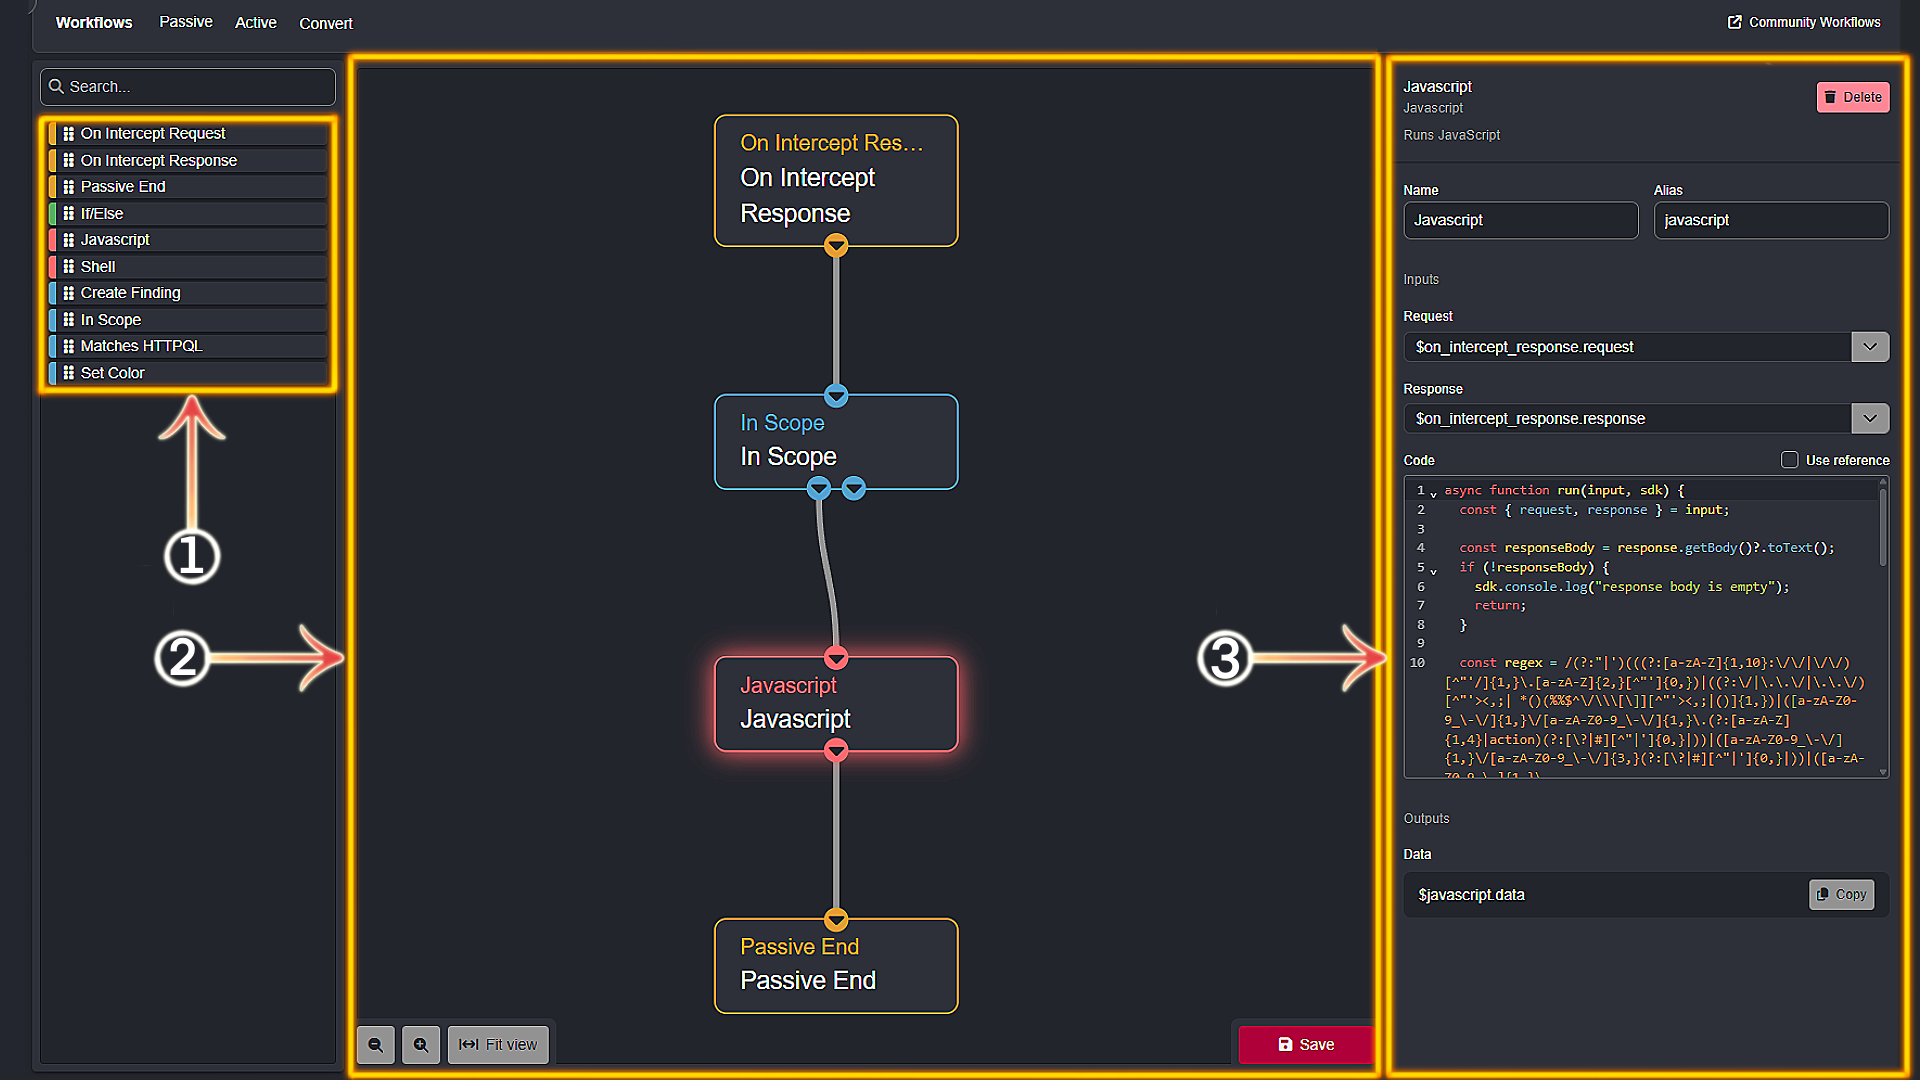 Workflows Passive Active Convert
Community Workflows
Search...
On Intercept Request
On Intercept Response
Passive End
If/Else
Javascript
Shell
Create Finding
In Scope
Matches HTTPQL
Set Color
1
2
On Intercept Res...
On Intercept
Response
In Scope
In Scope
Javascript
Javascript
Passive End
Passive End
Fit view
Save
3
Javascript
Javascript
Runs JavaScript
Delete
Name
Javascript
Alias
javascript
Inputs
Request
$on_intercept_response.request
Response
$on_intercept_response.response
Code
Use reference
1 async function run(input, sdk) {
2 const { request, response } = input;
3
4 const responseBody = response.getBody()?.toText();
5 if (!responseBody) {
6 sdk.console.log("response body is empty");
7 return;
8 }
9
10 const regex = /(?:"|')(((?:[a-zA-Z]{1,10}:\/\/|\/\/)
[^"'/]{1,}\.[a-zA-Z]{2,}[^"']{0,})|((?:\/|\.\.\/|\.\.\/)
[^"'><,;| *()(%%$^\/\\\[\]][^"'><,;|()]{1,})|([a-zA-Z0-
9_\-\/]{1,}\/[a-zA-Z0-9_\-\/]{1,}\.(?:[a-zA-Z]
{1,4}|action)(?:[\?|#][^"|']{0,}|))|([a-zA-Z0-9_\-\/]
{1,}\/[a-zA-Z0-9_\-\/]{3,}(?:[\?|#][^"|']{0,}|))|([a-zA-
Outputs
Data
$javascript.data
Copy